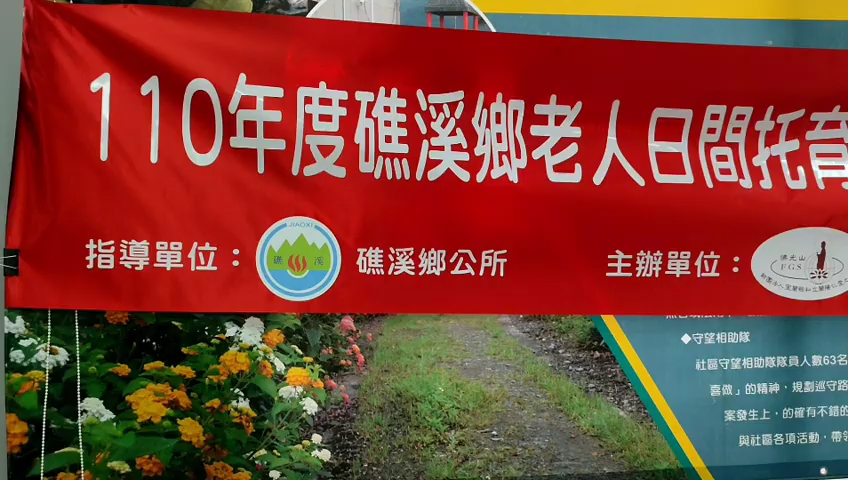 110年度礁溪鄉老人日間托育
指導單位：
JIAOXI
礁 溪
礁溪鄉公所
主辦單位：
佛光山
F.G.S
◆守望相助隊
社區守望相助隊隊員人數63名
喜做」的精神，規劃巡守路
案發生上，的確有不錯的
與社區各項活動，帶領